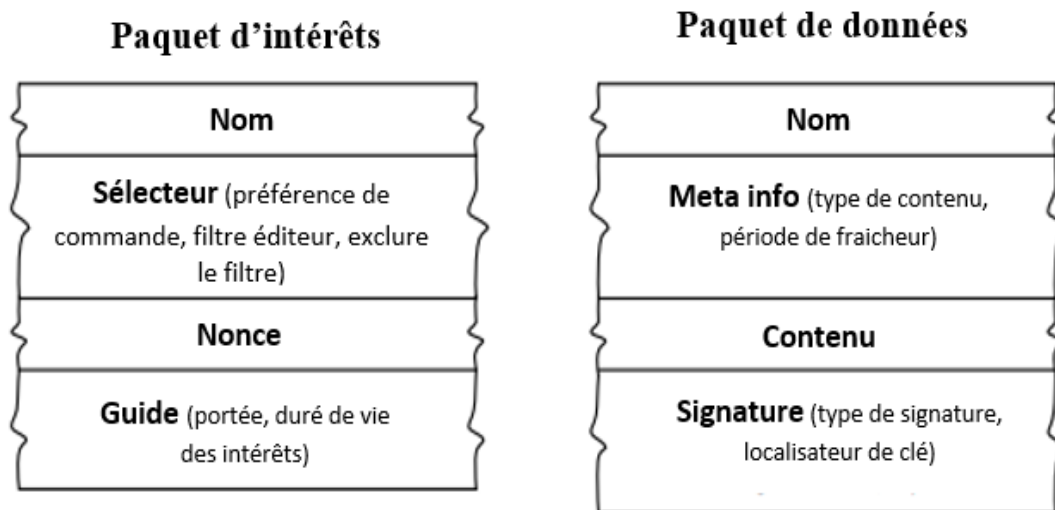 Paquet d’intérêts
Nom
Sélecteur (préférence de
commande, filtre éditeur, exclure
le filtre)
Nonce
Guide (portée, duré de vie
des intérêts)
Paquet de données
Nom
Meta info (type de contenu,
période de fraicheur)
Contenu
Signature (type de signature,
localisateur de clé)